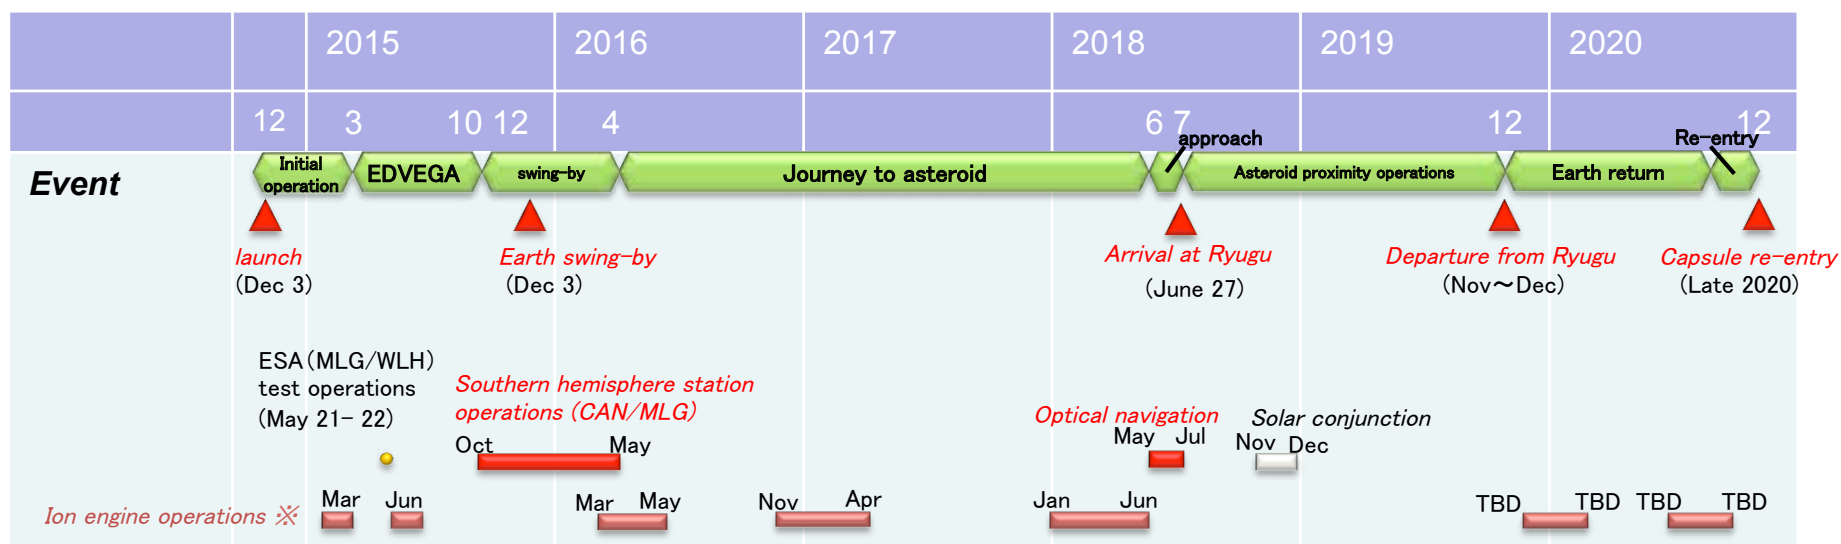 2015 2016 2017 2018 2019 2020
12 3 10 12 4 6 7 12 12
approach Re-entry
Event
Initial operation
EDVEGA
swing-by
Journey to asteroid
Asteroid proximity operations
Earth return
launch
(Dec 3)
Earth swing-by
(Dec 3)
Arrival at Ryugu
(June 27)
Departure from Ryugu
(Nov～Dec)
Capsule re-entry
(Late 2020)
ESA(MLG/WLH)
test operations
(May 21- 22)
Southern hemisphere station
operations (CAN/MLG)
Oct May
Optical navigation
May Jul
Solar conjunction
Nov Dec
Ion engine operations ※
Mar Jun Mar May Nov Apr Jan Jun TBD TBD TBD TBD